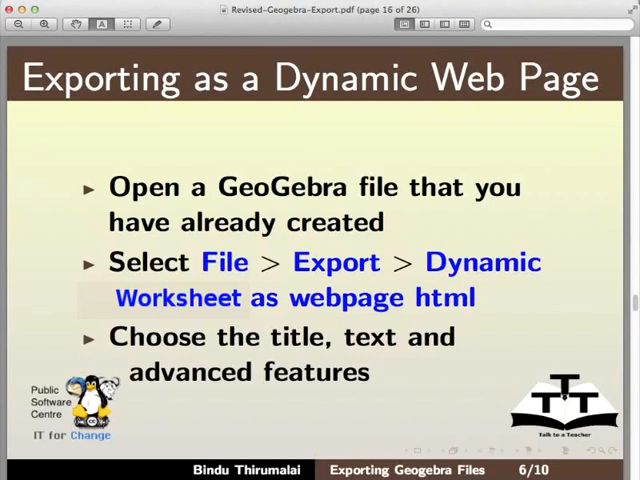 Revised-Geogebra-Export.pdf (page 16 of 26)
Exporting as a Dynamic Web Page
Open a GeoGebra file that you
have already created
Select File > Export > Dynamic
Worksheet as webpage html
Choose the title, text and
advanced features
Public
Software
Centre
IT for Change
TTT
Talk to a Teacher
Bindu Thirumalai Exporting Geogebra Files 6/10